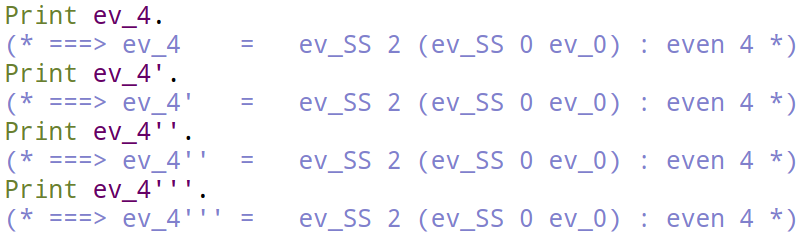 Print ev_4.
(* ===> ev_4    =   ev_SS 2 (ev_SS 0 ev_0) : even 4 *)
Print ev_4'.
(* ===> ev_4'   =   ev_SS 2 (ev_SS 0 ev_0) : even 4 *)
Print ev_4''.
(* ===> ev_4''  =   ev_SS 2 (ev_SS 0 ev_0) : even 4 *)
Print ev_4'''.
(* ===> ev_4''' =   ev_SS 2 (ev_SS 0 ev_0) : even 4 *)